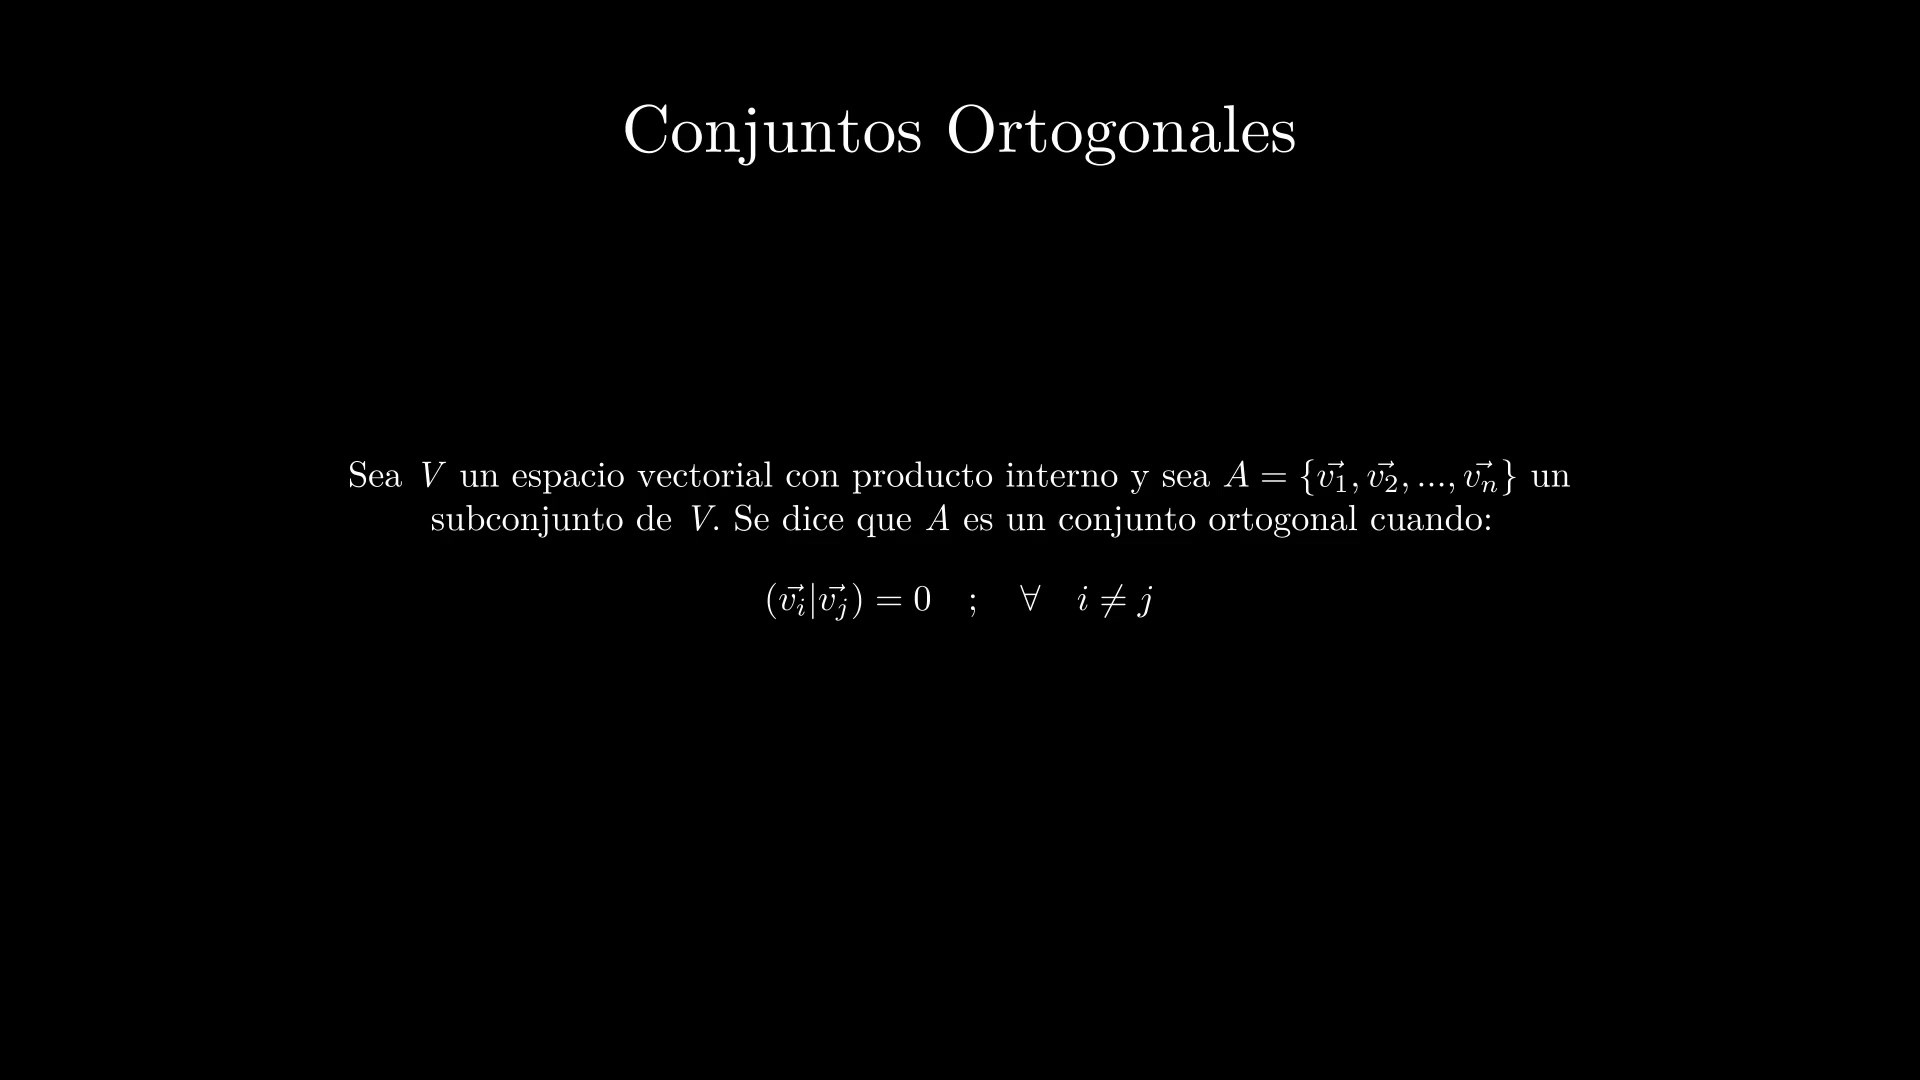 Conjuntos Ortogonales
Sea V un espacio vectorial con producto interno y sea $A = \{\vec{v_1}, \vec{v_2}, ..., \vec{v_n}\}$ un
subconjunto de V. Se dice que A es un conjunto ortogonal cuando:
$(\vec{v_i}|\vec{v_j}) = 0 \quad ; \quad \forall \quad i \neq j$